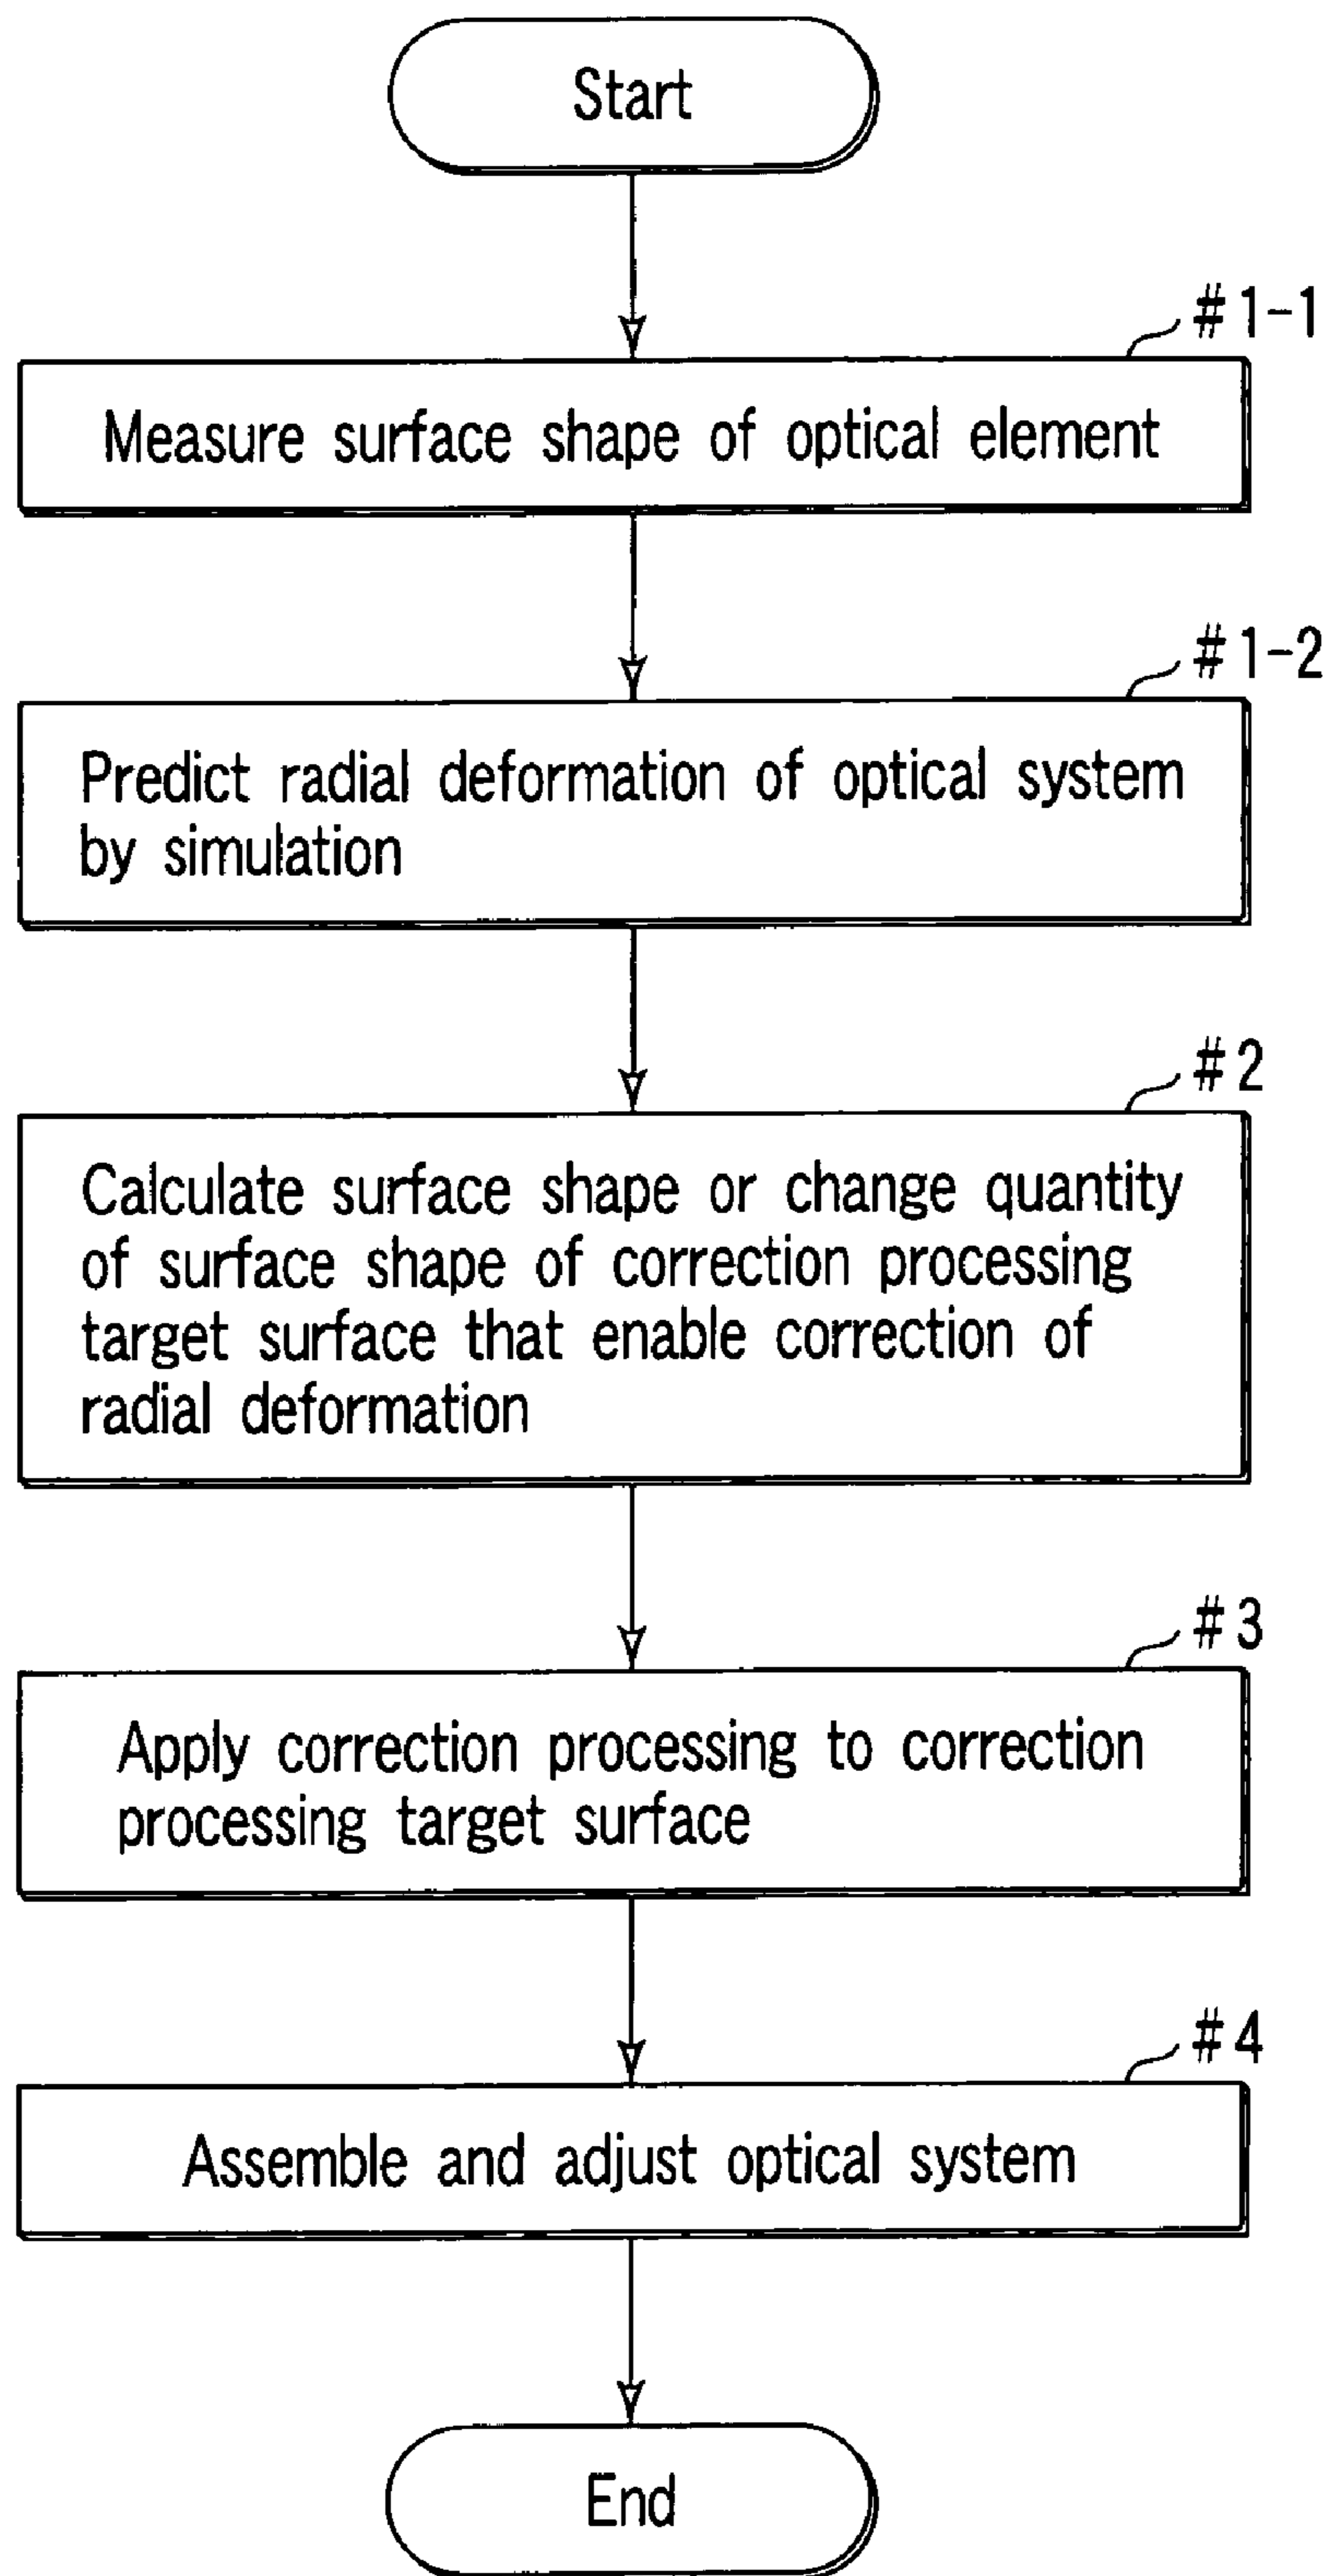 Start
#1-1
Measure surface shape of optical element
#1-2
Predict radial deformation of optical system
by simulation
#2
Calculate surface shape or change quantity
of surface shape of correction processing
target surface that enable correction of
radial deformation
#3
Apply correction processing to correction
processing target surface
#4
Assemble and adjust optical system
End